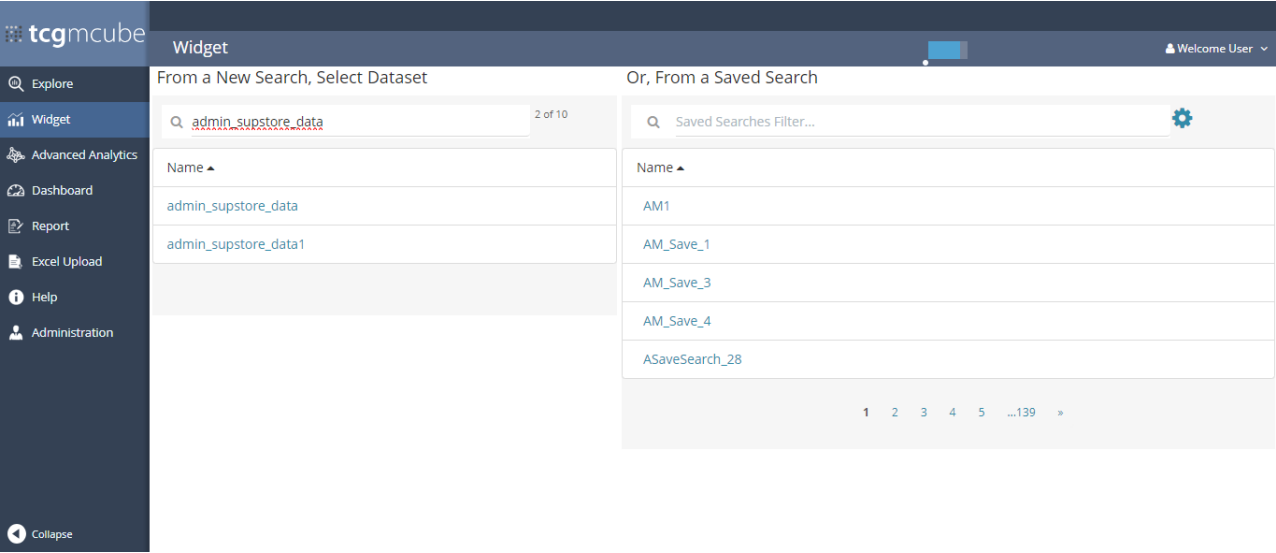 tcgmcube
Widget
Welcome User
Explore
Widget
Advanced Analytics
Dashboard
Report
Excel Upload
Help
Administration
Collapse
From a New Search, Select Dataset
admin_supstore_data
2 of 10
Name
admin_supstore_data
admin_supstore_data1
Or, From a Saved Search
Saved Searches Filter...
Name
AM1
AM_Save_1
AM_Save_3
AM_Save_4
ASaveSearch_28
1 2 3 4 5 ...139 »